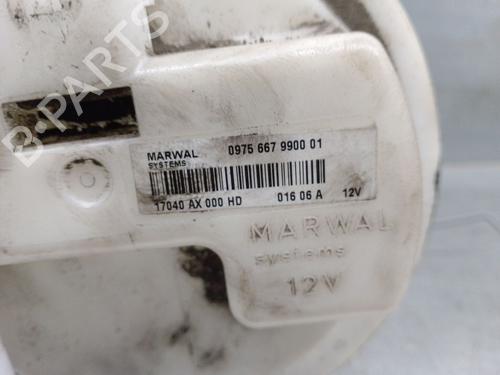 B-PARTS
MARWAL 0975 667 9900 01
SYSTEMS
17040 AX 000 HD 016 06 A 12V
MARWAL
systems
12V